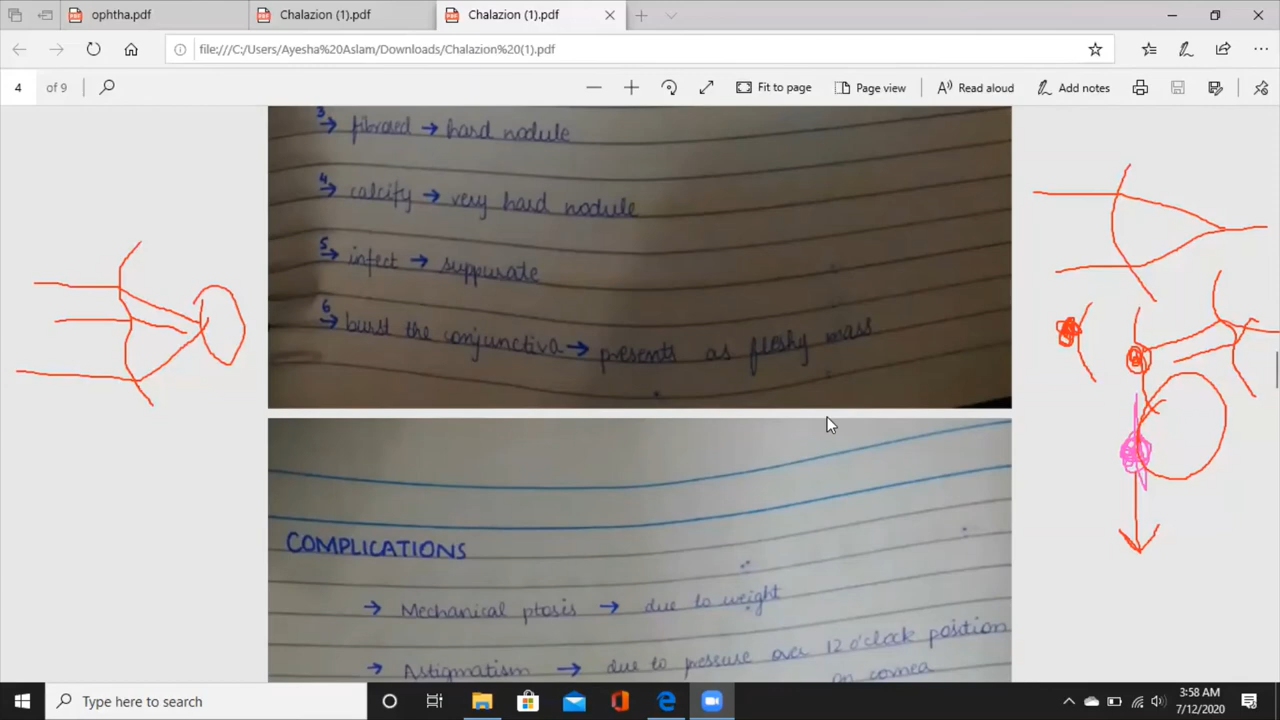 ophtha.pdf
Chalazion (1).pdf
Chalazion (1).pdf
file:///C:/Users/Ayesha%20Aslam/Downloads/Chalazion%20(1).pdf
4 of 9
Fit to page
Page view
Read aloud
Add notes
3→ fibrosed → hard nodule
4→ calcify → very hard nodule
5→ infect → suppurate
6→ burst the conjunctiva → presents as fleshy mass
COMPLICATIONS
→ Mechanical ptosis → due to weight
→ Astigmatism → due to pressure over 12 o'clock position
on cornea
Type here to search
3:58 AM
7/12/2020